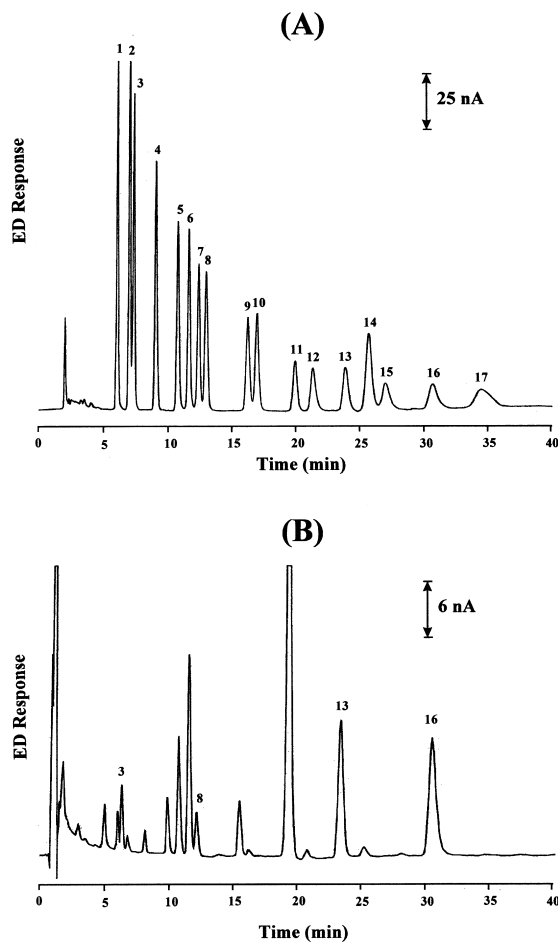 (A)
1 2
3
25 nA
4
ED Response
5 6
7 8
9 10
14
11 12 13
15 16 17
0 5 10 15 20 25 30 35 40
Time (min)
(B)
6 nA
ED Response
13 16
3
8
0 5 10 15 20 25 30 35 40
Time (min)